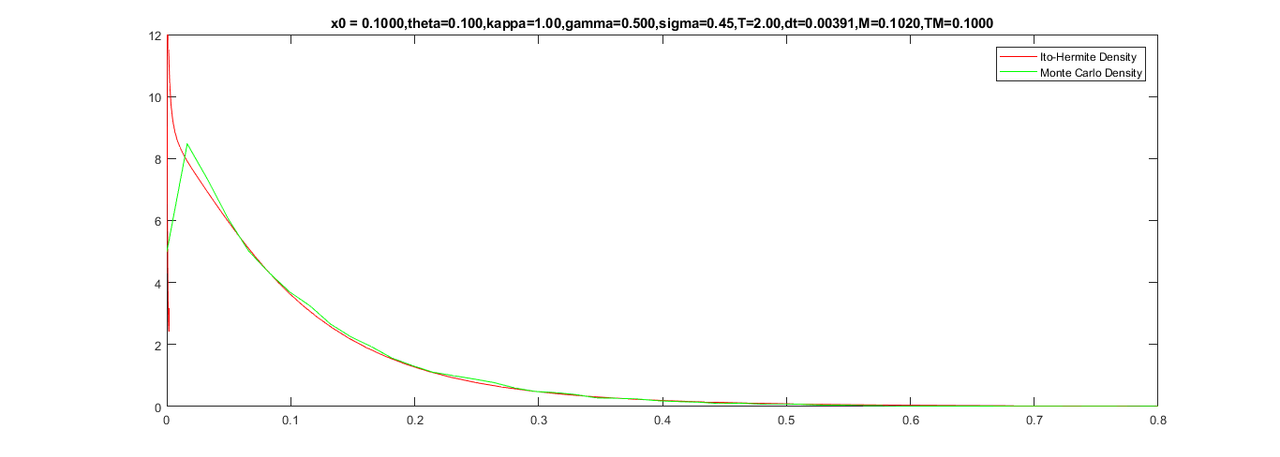 x0 = 0.1000,theta=0.100,kappa=1.00,gamma=0.500,sigma=0.45,T=2.00,dt=0.00391,M=0.1020,TM=0.1000
Ito-Hermite Density
Monte Carlo Density
12
10
8
6
4
2
0
0 0.1 0.2 0.3 0.4 0.5 0.6 0.7 0.8